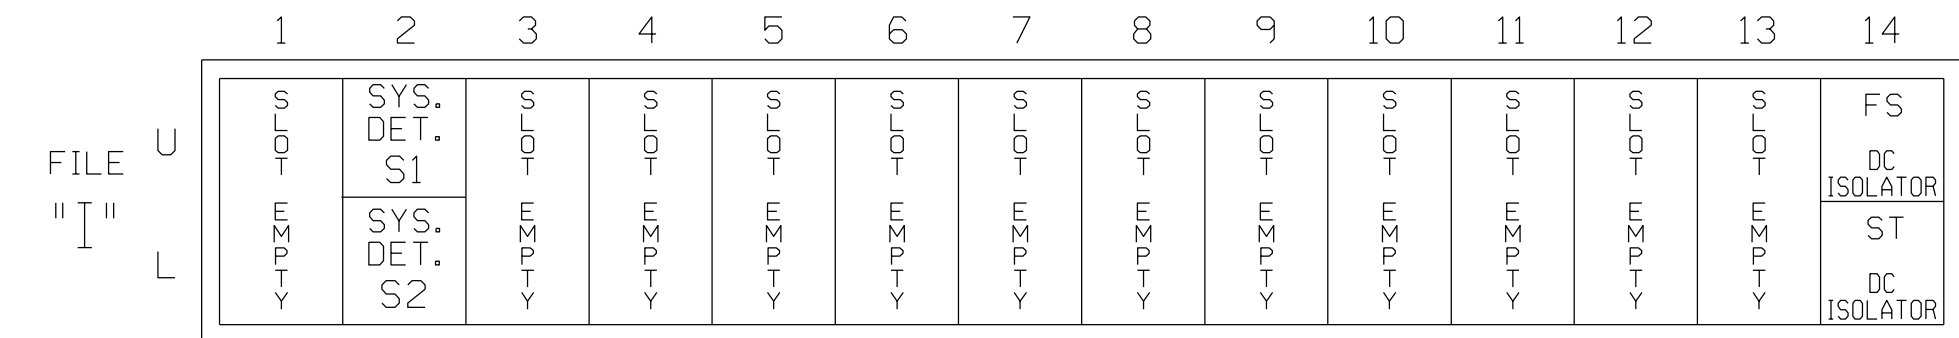 1 2 3 4 5 6 7 8 9 10 11 12 13 14
FILE "I"
U
L
SLOT EMPTY
SYS. DET. S1
SYS. DET. S2
SLOT EMPTY
SLOT EMPTY
SLOT EMPTY
SLOT EMPTY
SLOT EMPTY
SLOT EMPTY
SLOT EMPTY
SLOT EMPTY
SLOT EMPTY
SLOT EMPTY
SLOT EMPTY
FS
DC
ISOLATOR
ST
DC
ISOLATOR